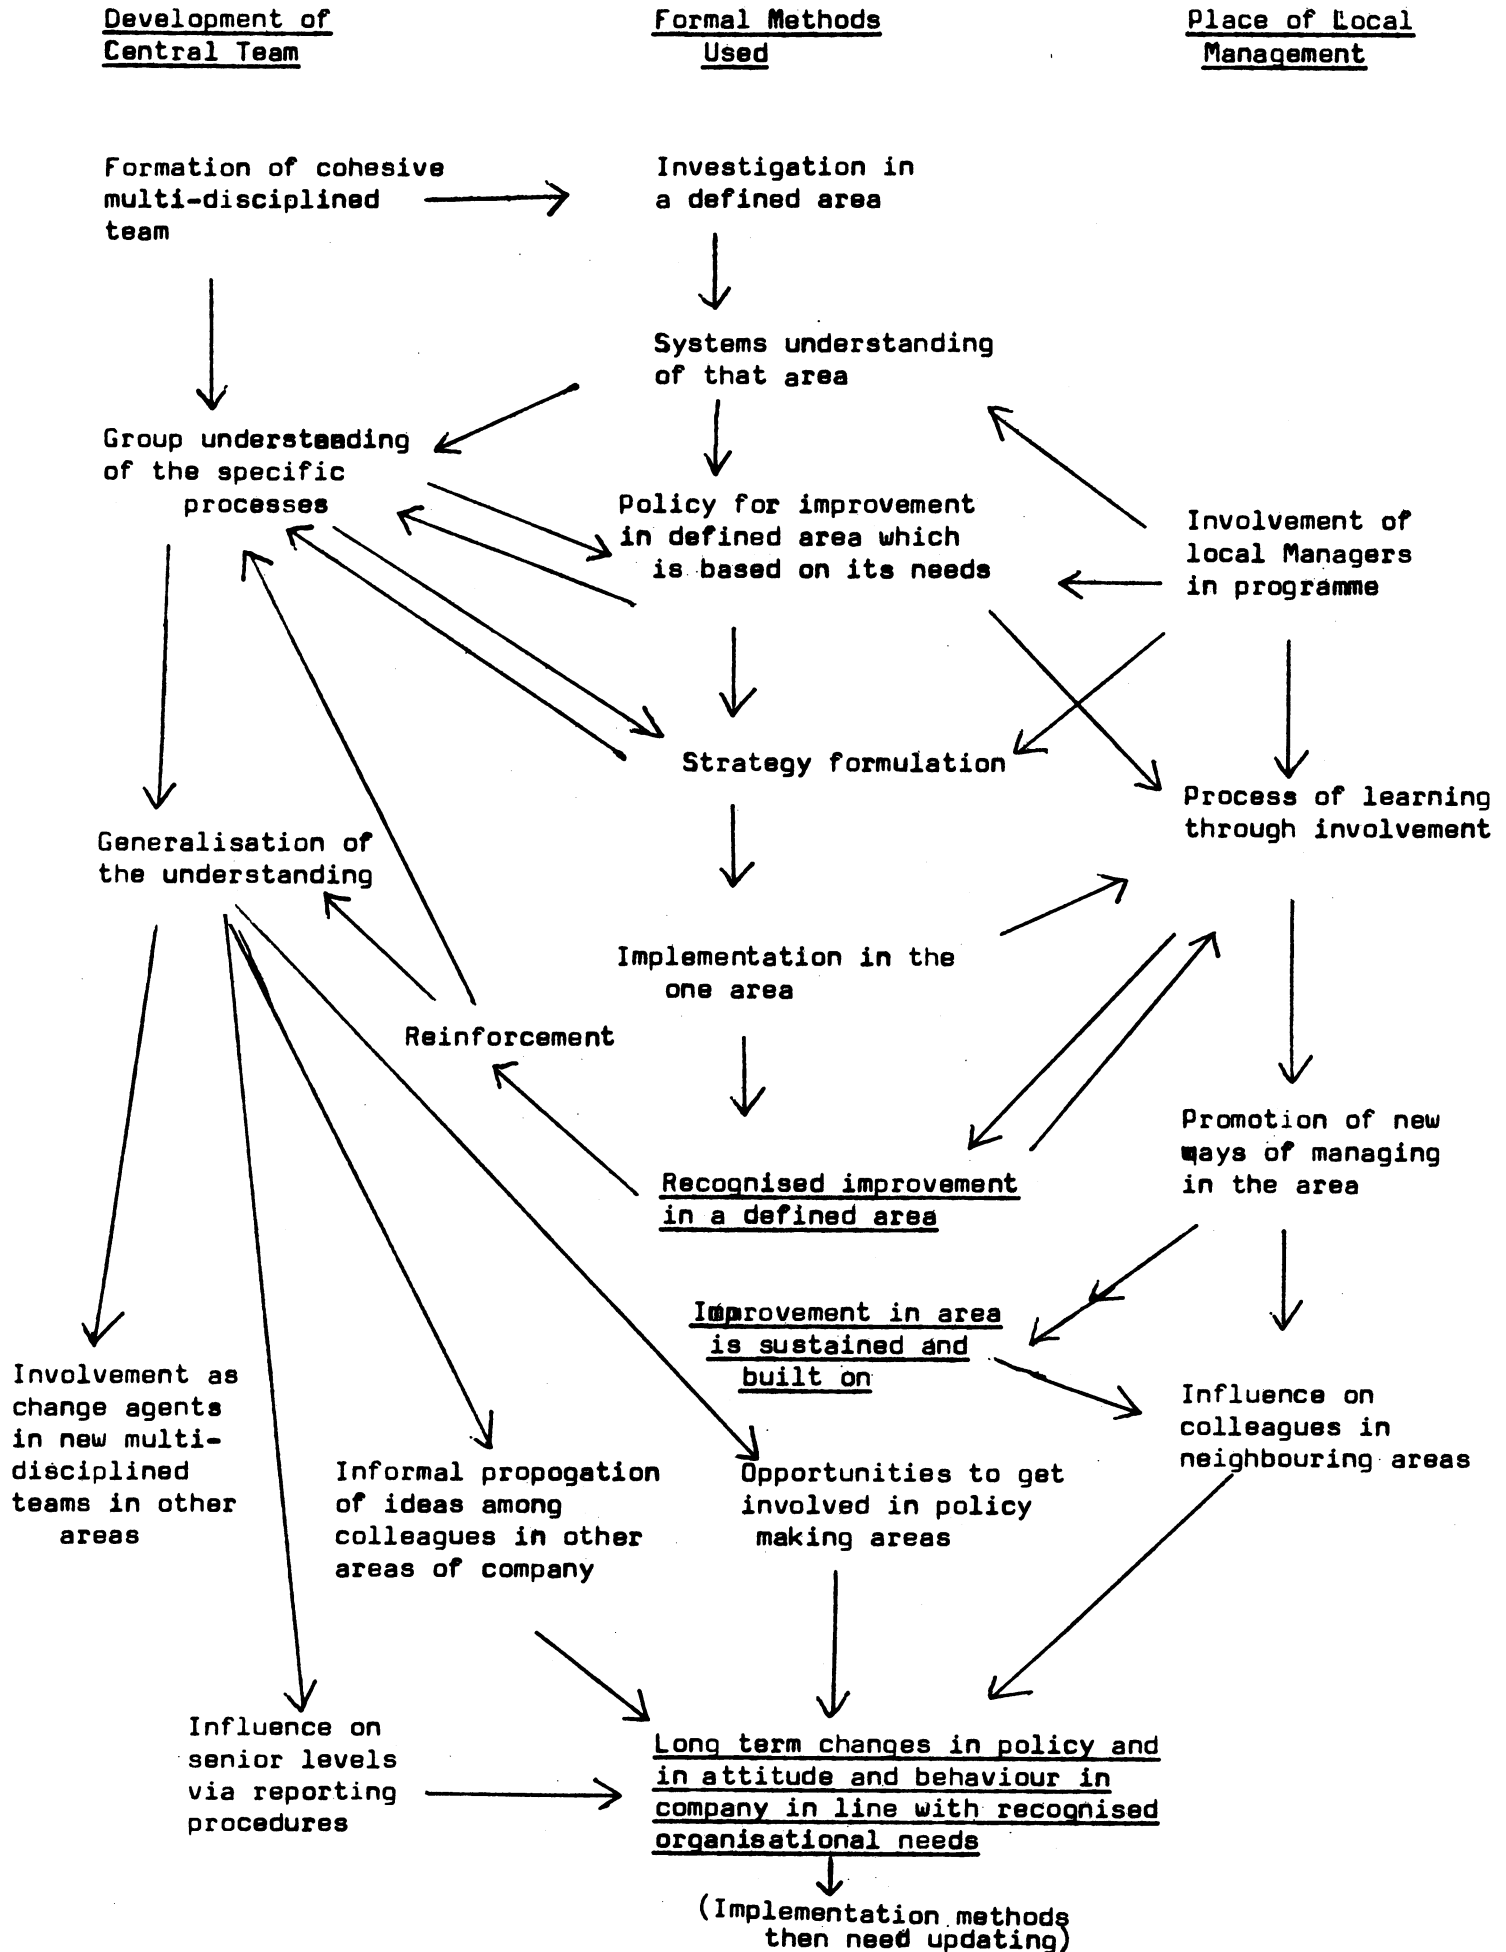 Development of
Central Team
Formal Methods
Used
Place of Local
Management
Formation of cohesive
multi-disciplined
team
Investigation in
a defined area
Systems understanding
of that area
Group understanding
of the specific
processes
Policy for improvement
in defined area which
is based on its needs
Involvement of
local Managers
in programme
Strategy formulation
Process of learning
through involvement
Generalisation of
the understanding
Implementation in the
one area
Reinforcement
Promotion of new
ways of managing
in the area
Recognised improvement
in a defined area
Improvement in area
is sustained and
built on
Involvement as
change agents
in new multi-
disciplined
teams in other
areas
Influence on
colleagues in
neighbouring areas
Informal propogation
of ideas among
colleagues in other
areas of company
Opportunities to get
involved in policy
making areas
Influence on
senior levels
via reporting
procedures
Long term changes in policy and
in attitude and behaviour in
company in line with recognised
organisational needs
(Implementation methods
then need updating)